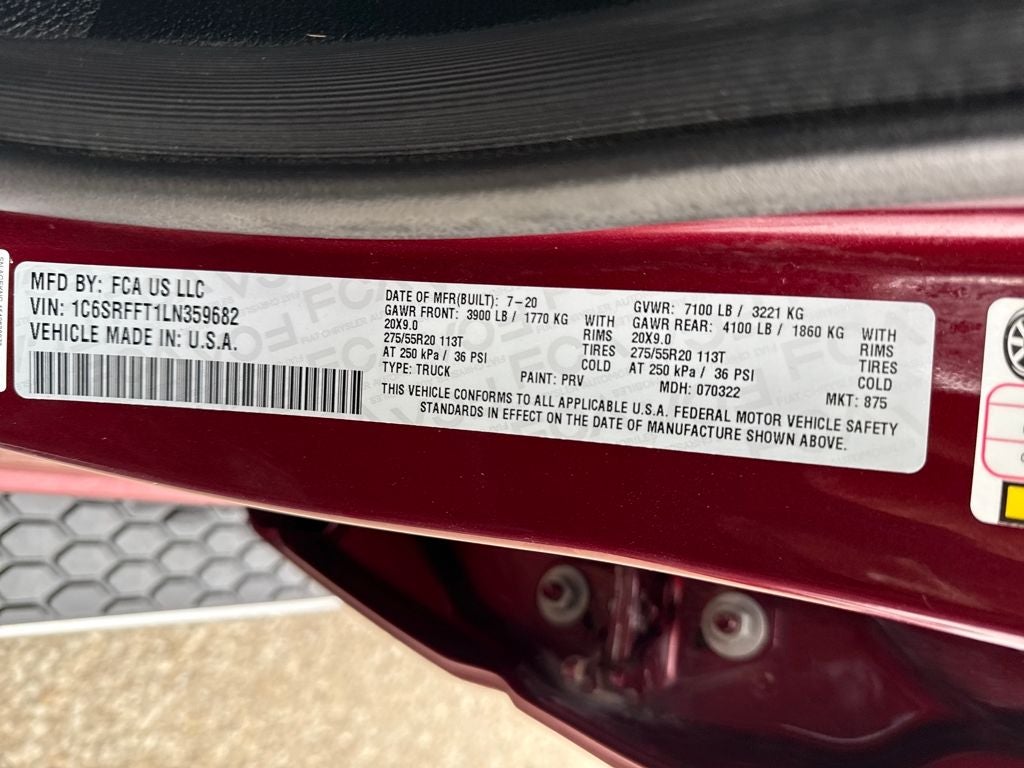 MFD BY: FCA US LLC
VIN: 1C6SRFFT1LN359682
VEHICLE MADE IN: U.S.A.
DATE OF MFR(BUILT): 7-20
GAWR FRONT: 3900 LB / 1770 KG WITH
20X9.0 RIMS
275/55R20 113T TIRES
AT 250 kPa / 36 PSI COLD
TYPE: TRUCK
PAINT: PRV
GVWR: 7100 LB / 3221 KG
GAWR REAR: 4100 LB / 1860 KG WITH
20X9.0 RIMS
275/55R20 113T TIRES
AT 250 kPa / 36 PSI COLD
MDH: 070322
MKT: 875
THIS VEHICLE CONFORMS TO ALL APPLICABLE U.S.A. FEDERAL MOTOR VEHICLE SAFETY
STANDARDS IN EFFECT ON THE DATE OF MANUFACTURE SHOWN ABOVE.